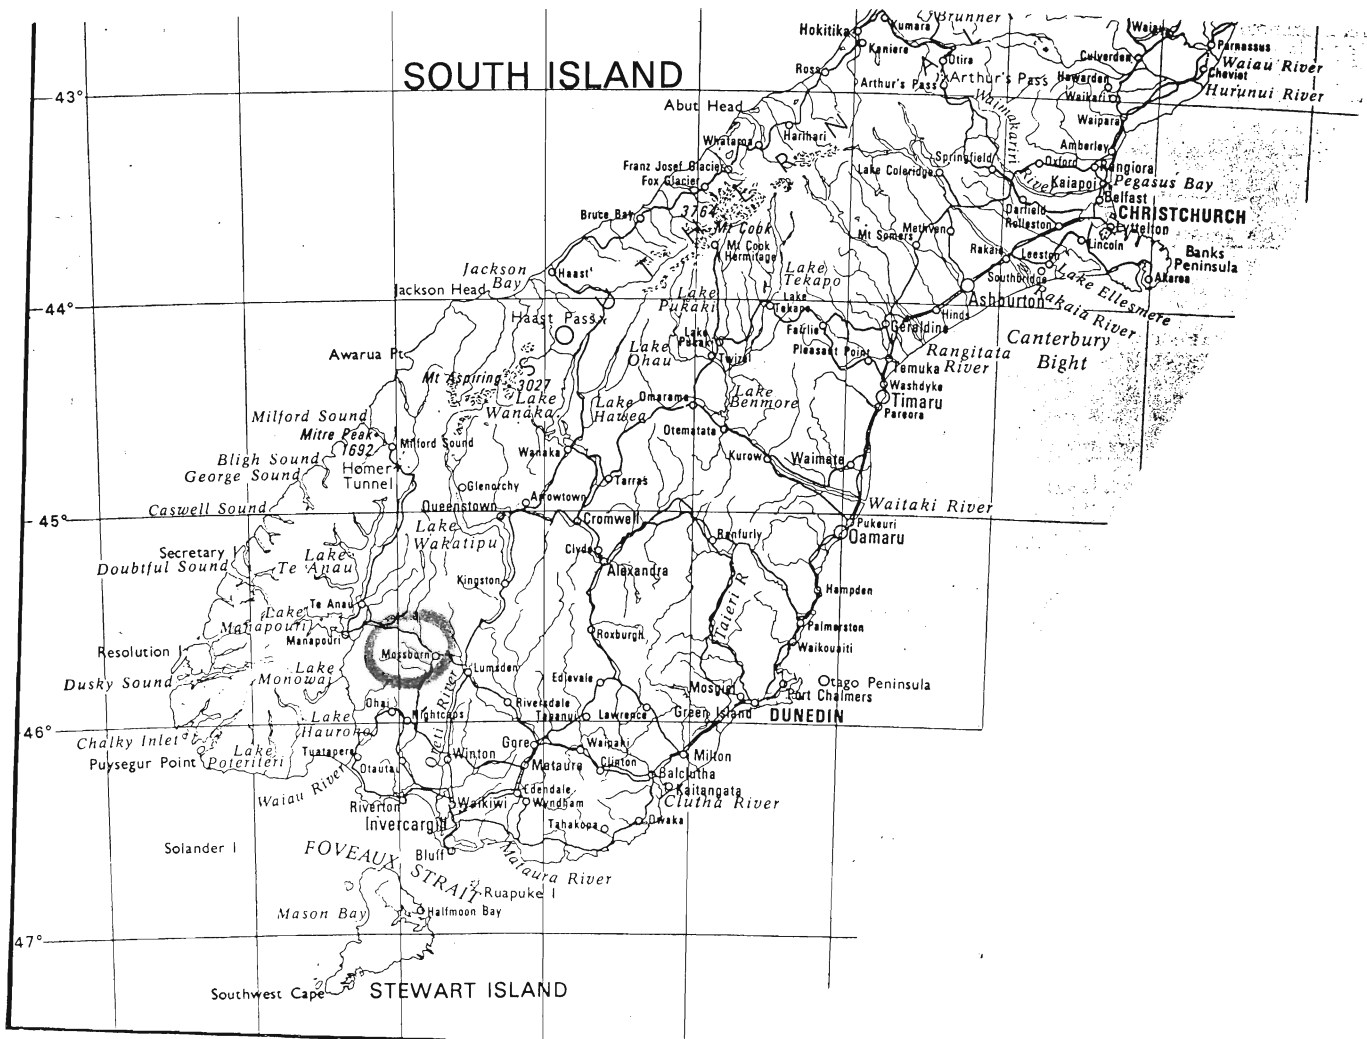 Brunner
Kumara
Hokitika
Kaniere
Otira
Waiau
Culverden
Parnassus
Waiau River
Cheviot
Hawarden
Hurunui River
Waikari
SOUTH ISLAND
Ross
Arthur's Pass
Arthur's Pass
43°
Abut Head
Waimakariri
River
Waipara
Harihari
Whataroa
Amberley
Franz Josef Glacier
Fox Glacier
Lake Coleridge
Springfield
Oxford
Rangiora
Kaiapoi
Pegasus Bay
Belfast
CHRISTCHURCH
Lyttelton
Bruce Bay
3764
Mt Cook
Mt Cook
Hermitage
Methven
Mt Somers
Darfield
Rolleston
Lincoln
Rakaia
Leeston
Southbridge
Banks
Peninsula
Akaroa
Lake Ellesmere
Jackson
Bay
Haast
Jackson Head
Lake
Tekapo
Lake
Pukaki
Lake
Tekapo
Ashburton
Rakaia River
44°
Haast Pass
Hinds
Fairlie
Geraldine
Canterbury
Bight
Lake
Pukaki
Lake
Ohau
Twizel
Pleasant Point
Rangitata
River
Temuka
Awarua Pt
Mt Aspiring
3027
Washdyke
Timaru
Pareora
Lake
Wanaka
Lake
Hawea
Omarama
Lake
Benmore
Milford Sound
Mitre Peak
1692
Milford Sound
Otematata
Bligh Sound
George Sound
Homer
Tunnel
Wanaka
Kurow
Waimate
Glenorchy
Tarras
Caswell Sound
Queenstown
Arrowtown
Waitaki River
45°
Lake
Wakatipu
Cromwell
Pukeuri
Oamaru
Secretary I
Doubtful Sound
Lake
Te Anau
Clyde
Alexandra
Ranfurly
Kingston
Taieri R
Hampden
Te Anau
Lake
Manapouri
Manapouri
Palmerston
Roxburgh
Waikouaiti
Resolution I
Mossburn
Lumsden
Dusky Sound
Lake
Monowai
Edievale
Mosgiel
Otago Peninsula
Port Chalmers
Ohai
Nightcaps
Oreti River
Riversdale
Tapanui
Lawrence
Green Island
DUNEDIN
46°
Lake
Hauroko
Chalky Inlet
Puysegur Point
Lake
Poteriteri
Tuatapere
Otautau
Winton
Gore
Mataura
Waipahi
Clinton
Milton
Balclutha
Kaitangata
Clutha River
Waiau River
Riverton
Waikiwi
Edendale
Wyndham
Invercargill
Tahakopa
Owaka
Solander I
FOVEAUX STRAIT
Bluff
Mataura River
Ruapuke I
Mason Bay
Halfmoon Bay
47°
Southwest Cape
STEWART ISLAND